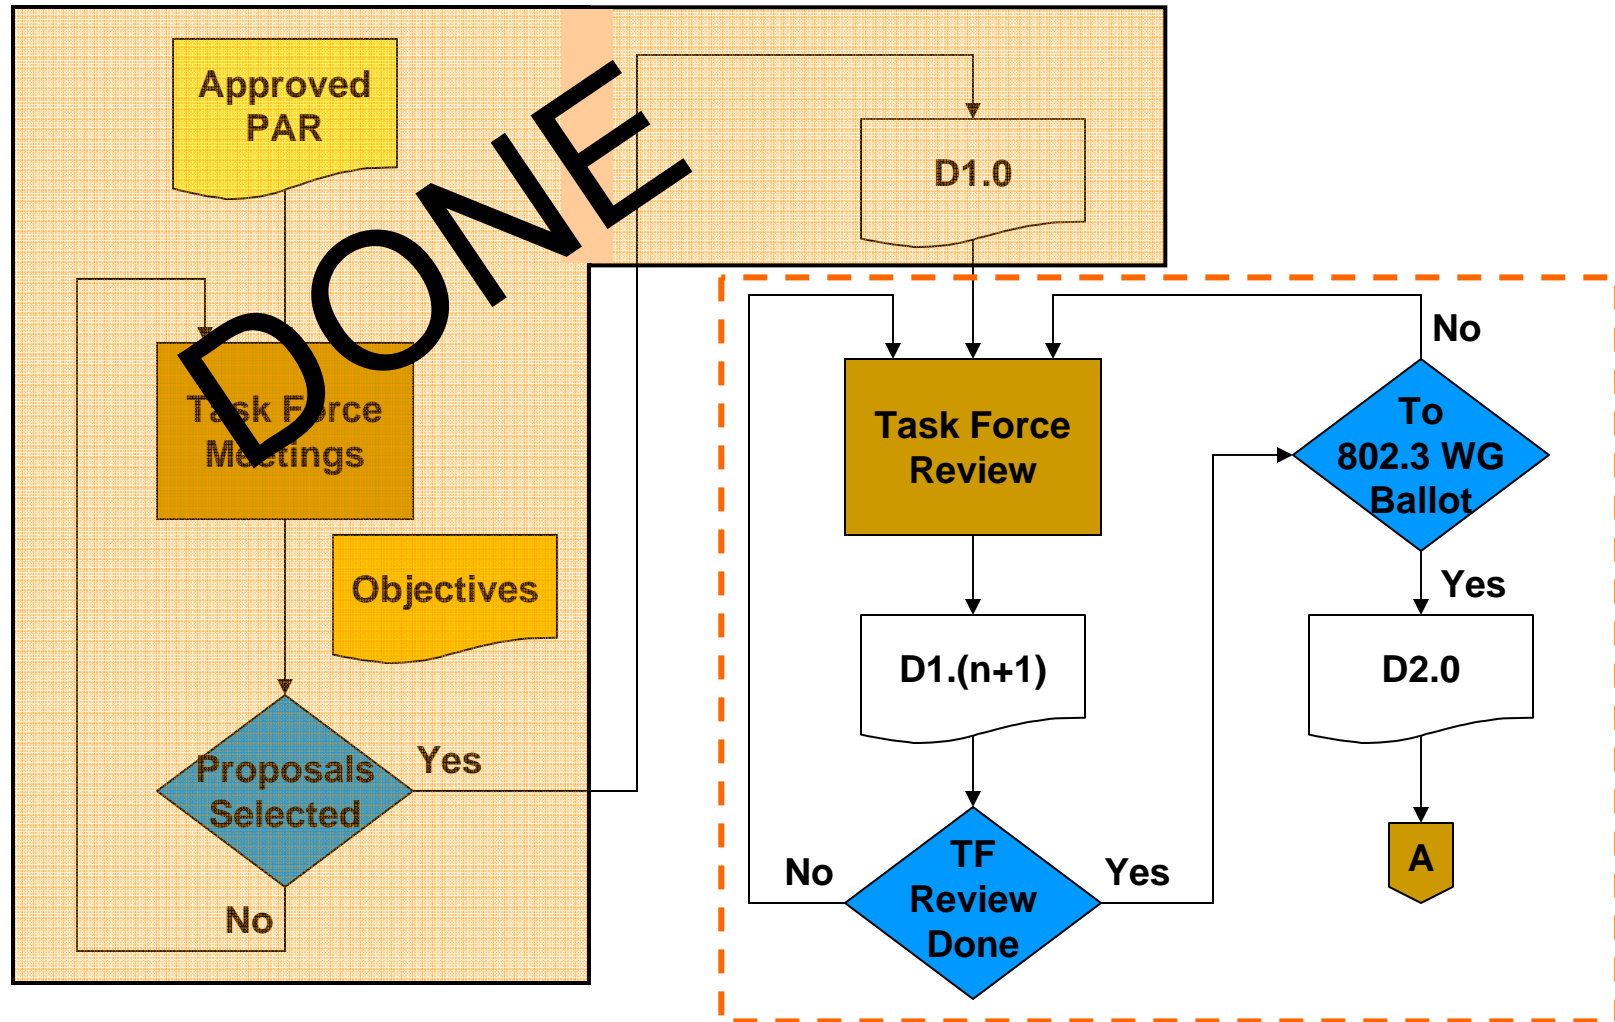 Approved
PAR
DONE
Task Force
Meetings
Objectives
Proposals
Selected
Yes
No
D1.0
Task Force
Review
D1.(n+1)
TF
Review
Done
No
Yes
To
802.3 WG
Ballot
No
Yes
D2.0
A